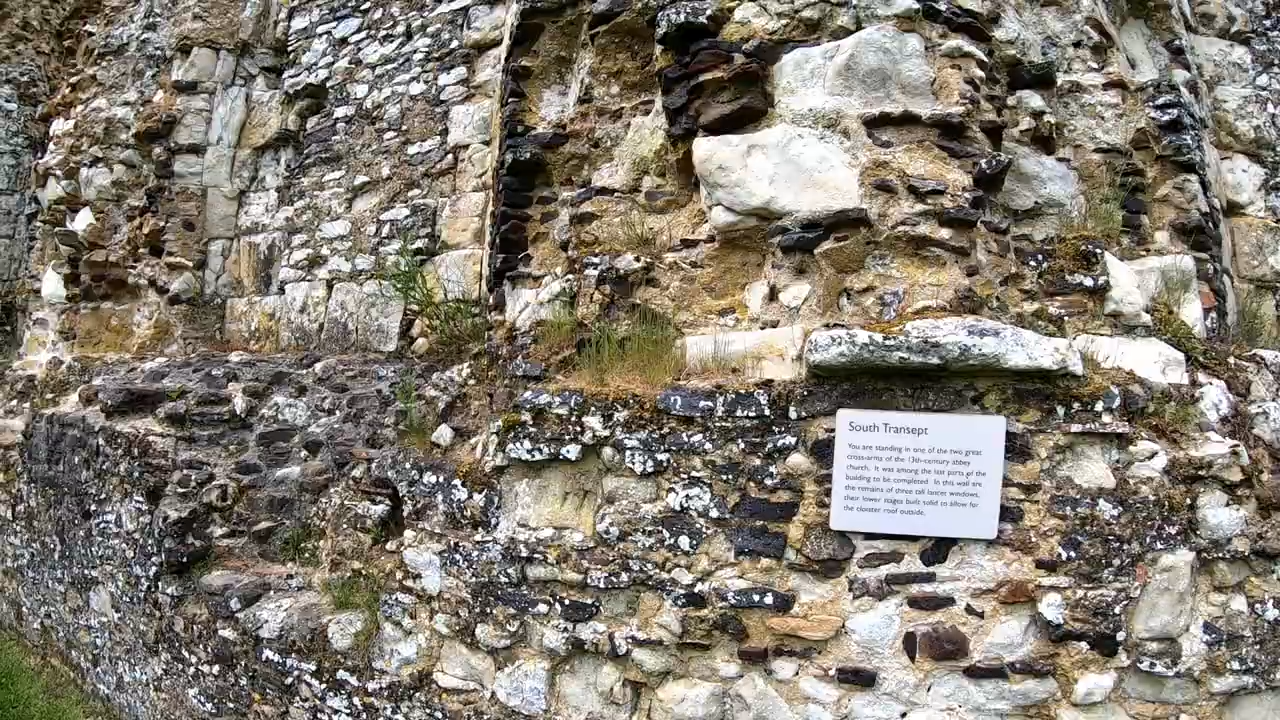 South Transept
You are standing in one of the two great
cross-arms of the 13th-century abbey
church. It was among the last parts of the
building to be completed. In this wall are
the remains of three tall lancet windows,
their lower stages built solid to allow for
the cloister roof outside.